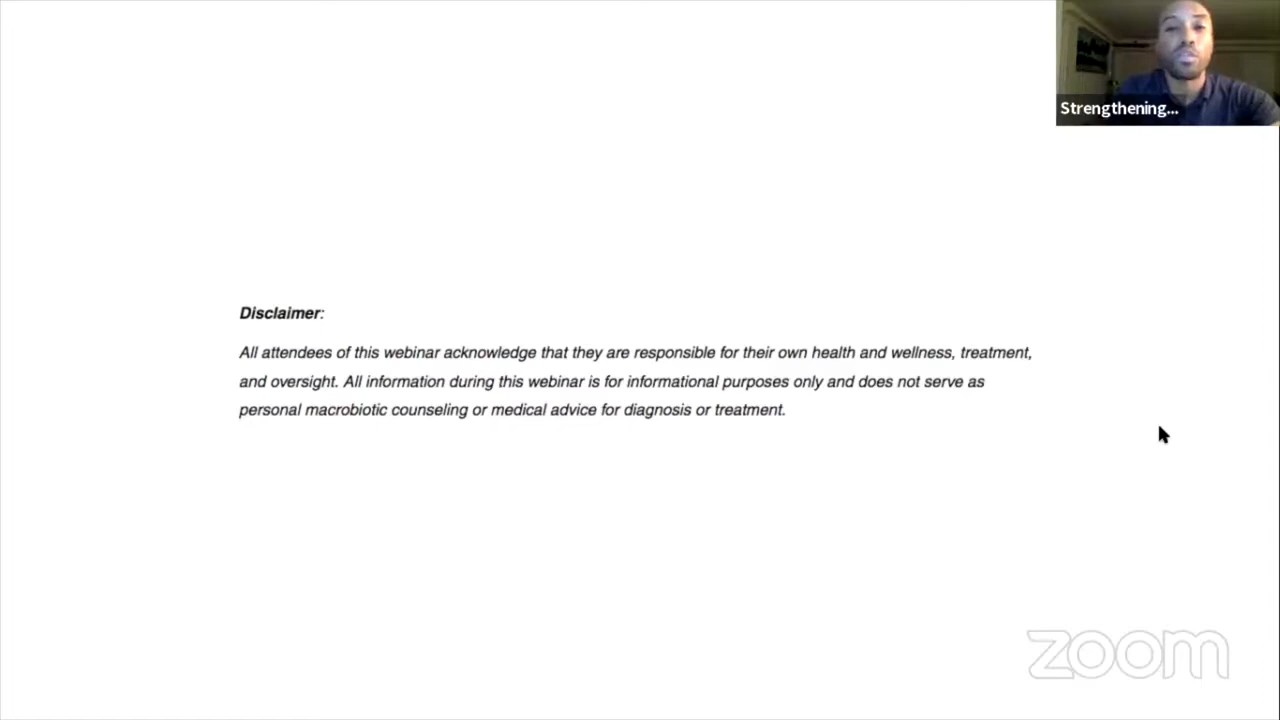 Strengthening...
Disclaimer:
All attendees of this webinar acknowledge that they are responsible for their own health and wellness, treatment,
and oversight. All information during this webinar is for informational purposes only and does not serve as
personal macrobiotic counseling or medical advice for diagnosis or treatment.
zoom